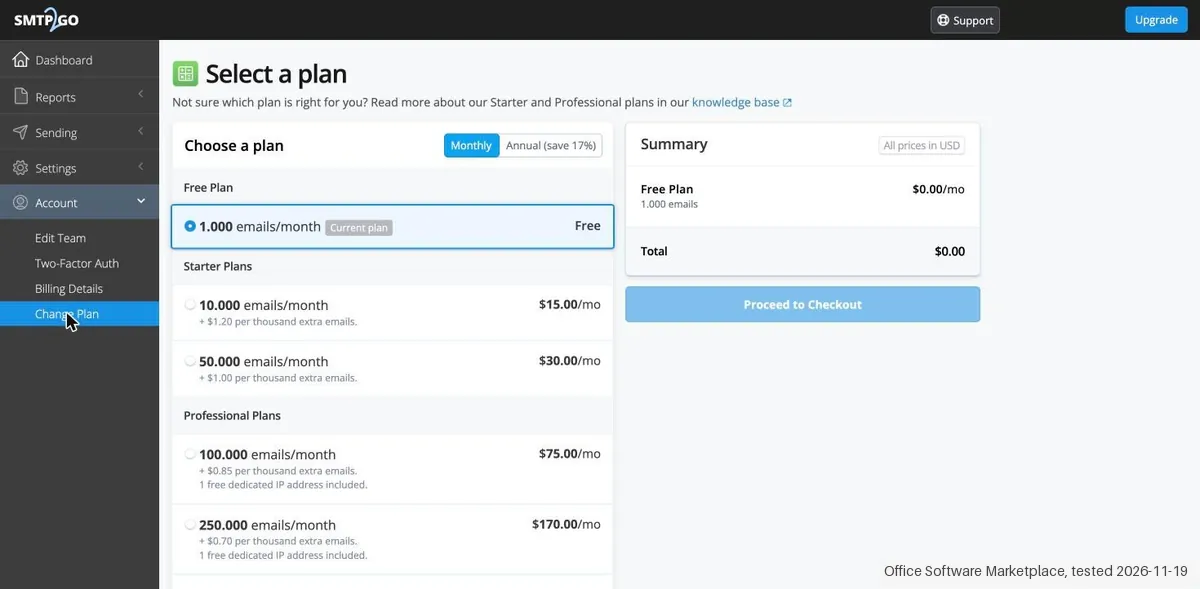 SMTP2GO
Support
Upgrade
Dashboard
Reports
Sending
Settings
Account
Edit Team
Two-Factor Auth
Billing Details
Change Plan
Select a plan
Not sure which plan is right for you? Read more about our Starter and Professional plans in our knowledge base
Choose a plan
Monthly
Annual (save 17%)
Free Plan
1.000 emails/month Current plan Free
Starter Plans
10.000 emails/month $15.00/mo
+ $1.20 per thousand extra emails.
50.000 emails/month $30.00/mo
+ $1.00 per thousand extra emails.
Professional Plans
100.000 emails/month $75.00/mo
+ $0.85 per thousand extra emails.
1 free dedicated IP address included.
250.000 emails/month $170.00/mo
+ $0.70 per thousand extra emails.
1 free dedicated IP address included.
Summary
All prices in USD
Free Plan $0.00/mo
1.000 emails
Total $0.00
Proceed to Checkout
Office Software Marketplace, tested 2026-11-19